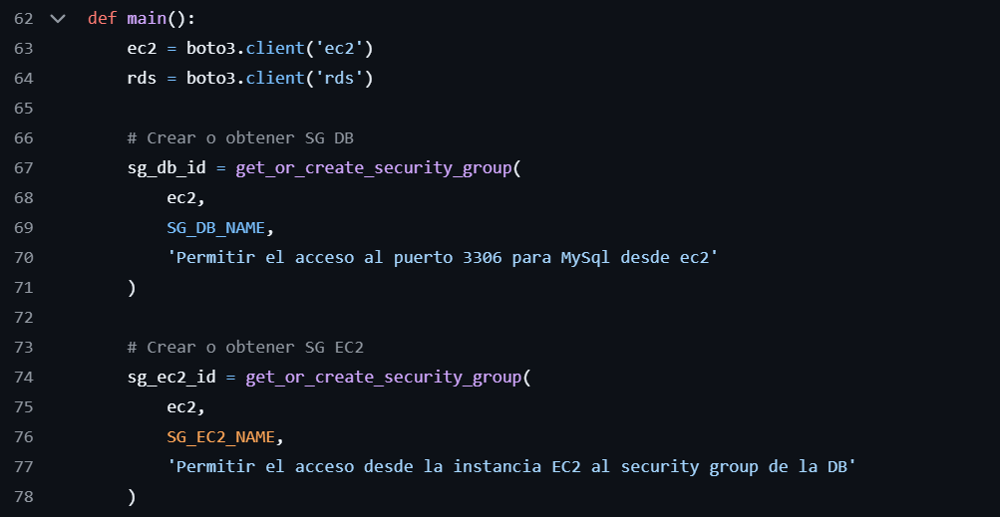 62 def main():
63 ec2 = boto3.client('ec2')
64 rds = boto3.client('rds')
65
66 # Crear o obtener SG DB
67 sg_db_id = get_or_create_security_group(
68 ec2,
69 SG_DB_NAME,
70 'Permitir el acceso al puerto 3306 para MySql desde ec2'
71 )
72
73 # Crear o obtener SG EC2
74 sg_ec2_id = get_or_create_security_group(
75 ec2,
76 SG_EC2_NAME,
77 'Permitir el acceso desde la instancia EC2 al security group de la DB'
78 )